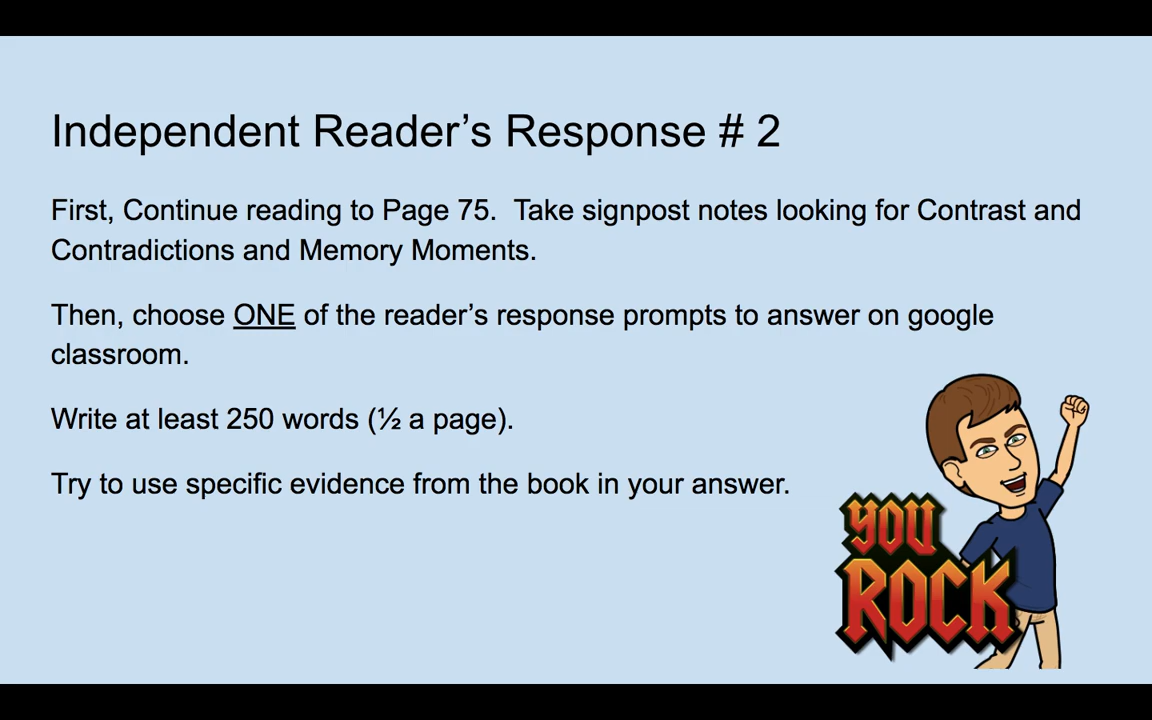 Independent Reader’s Response # 2
First, Continue reading to Page 75.  Take signpost notes looking for Contrast and
Contradictions and Memory Moments.
Then, choose ONE of the reader’s response prompts to answer on google
classroom.
Write at least 250 words (½ a page).
Try to use specific evidence from the book in your answer.
YOU
ROCK